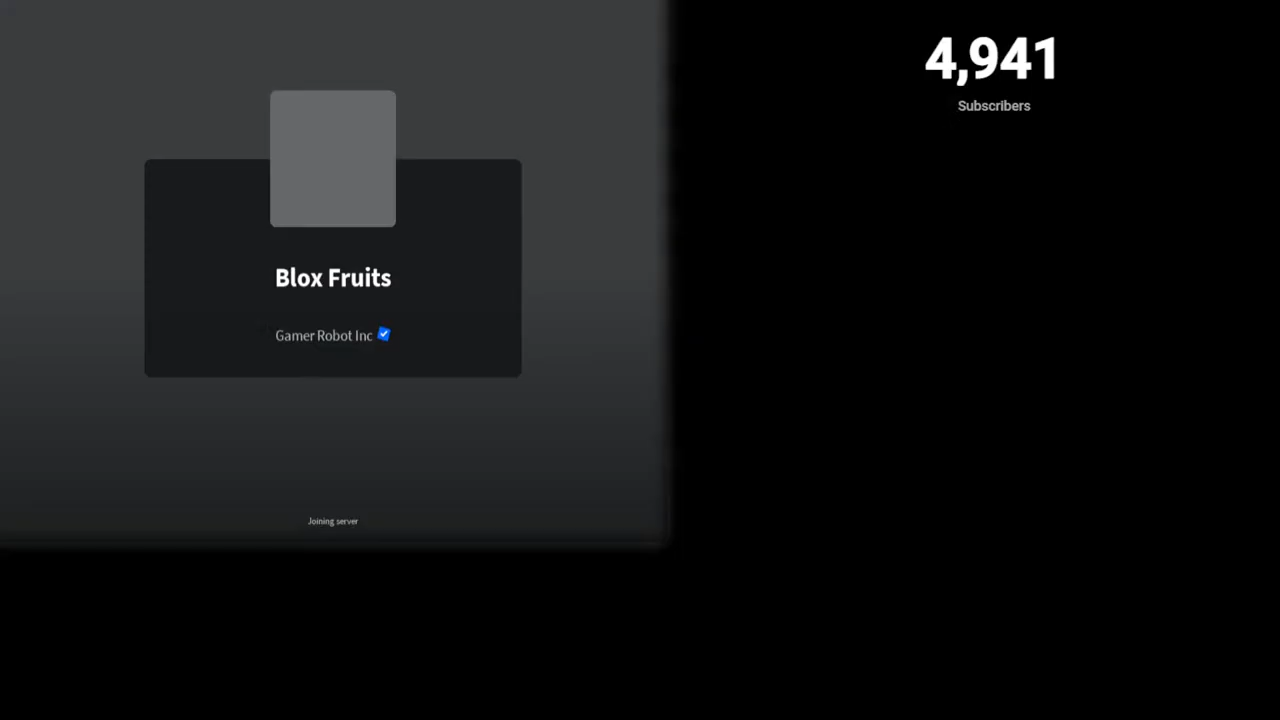 4,941
Subscribers
Blox Fruits
Gamer Robot Inc
Joining server